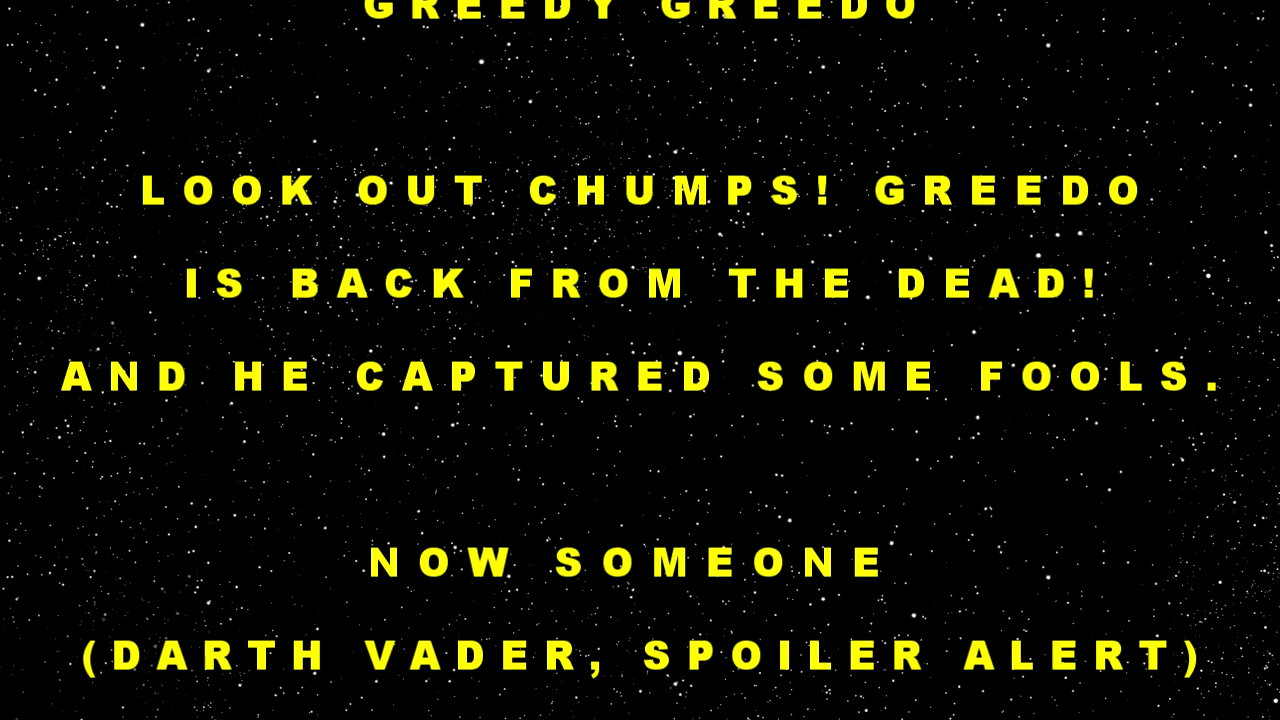 GREEDY GREEDO
LOOK OUT CHUMPS! GREEDO
IS BACK FROM THE DEAD!
AND HE CAPTURED SOME FOOLS.
NOW SOMEONE
(DARTH VADER, SPOILER ALERT)